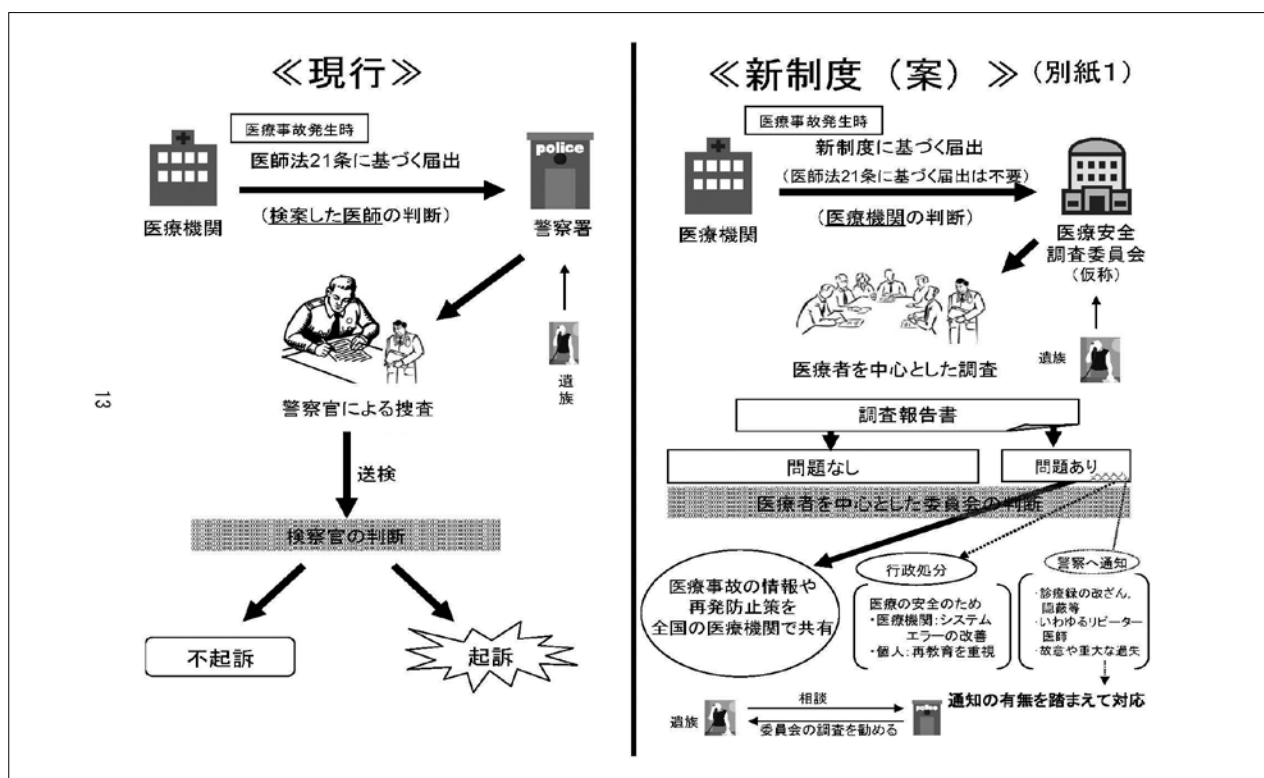 ≪現行≫
医療事故発生時
医師法21条に基づく届出
police
(検案した医師の判断)
医療機関
警察署
遺族
警察官による捜査
送検
検察官の判断
不起訴
起訴
13
≪新制度（案）≫（別紙１）
医療事故発生時
新制度に基づく届出
(医師法21条に基づく届出は不要)
(医療機関の判断)
医療機関
医療安全
調査委員会
(仮称)
遺族
医療者を中心とした調査
調査報告書
問題なし
問題あり
医療者を中心とした委員会の判断
医療事故の情報や
再発防止策を
全国の医療機関で共有
行政処分
医療の安全のため
・医療機関：システム
エラーの改善
・個人：再教育を重視
警察へ通知
・診療録の改ざん、
隠蔽等
・いわゆるリピーター
医師
・故意や重大な過失
通知の有無を踏まえて対応
遺族
相談
委員会の調査を勧める
police